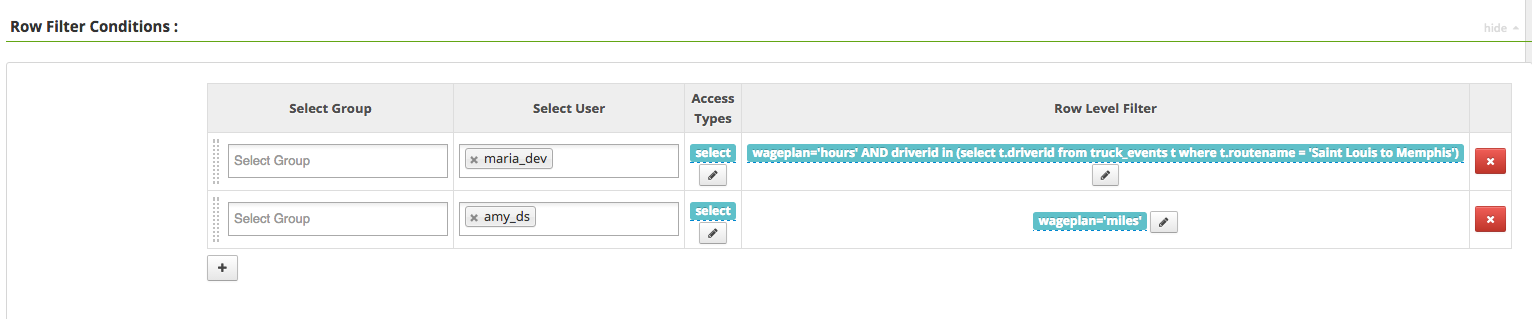 Row Filter Conditions :
hide
Select Group
Select User
Access
Types
Row Level Filter
Select Group
× maria_dev
select
wageplan='hours' AND driverid in (select t.driverid from truck_events t where t.routename = 'Saint Louis to Memphis')
Select Group
× amy_ds
select
wageplan='miles'